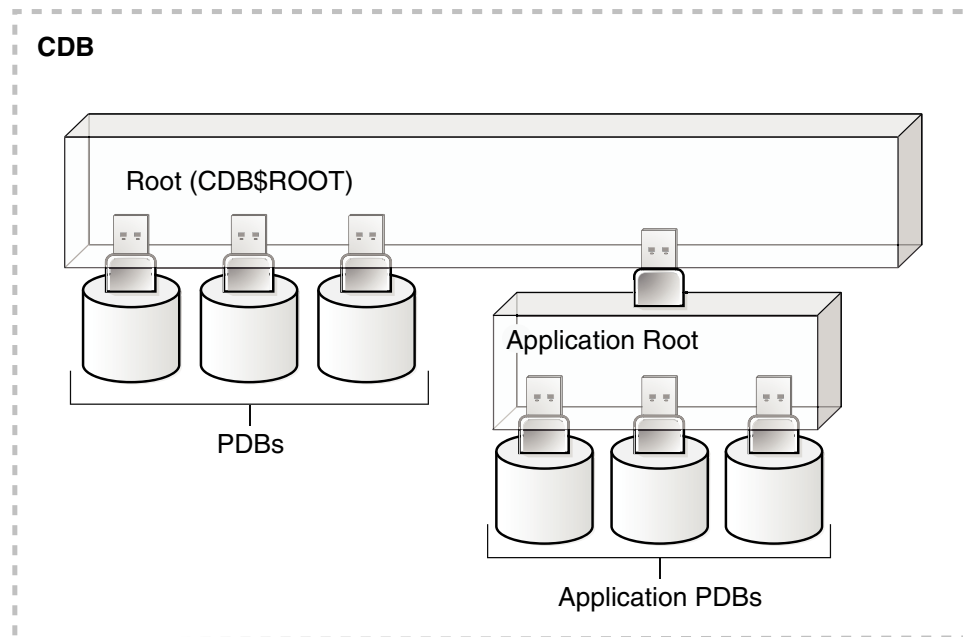 CDB
Root (CDB$ROOT)
Application Root
PDBs
Application PDBs